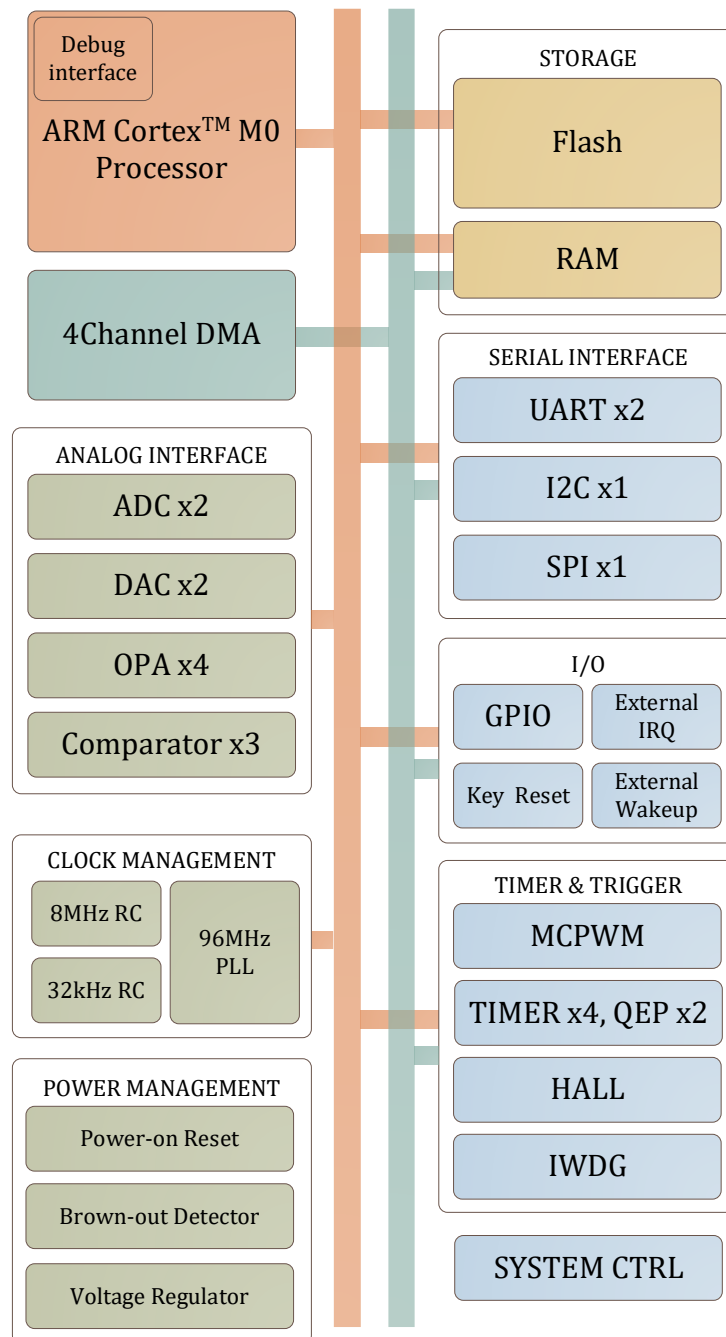 Debug
interface
ARM Cortex™ M0
Processor
4Channel DMA
ANALOG INTERFACE
ADC x2
DAC x2
OPA x4
Comparator x3
CLOCK MANAGEMENT
8MHz RC
32kHz RC
96MHz
PLL
POWER MANAGEMENT
Power-on Reset
Brown-out Detector
Voltage Regulator
STORAGE
Flash
RAM
SERIAL INTERFACE
UART x2
I2C x1
SPI x1
I/O
GPIO
External
IRQ
Key Reset
External
Wakeup
TIMER & TRIGGER
MCPWM
TIMER x4, QEP x2
HALL
IWDG
SYSTEM CTRL